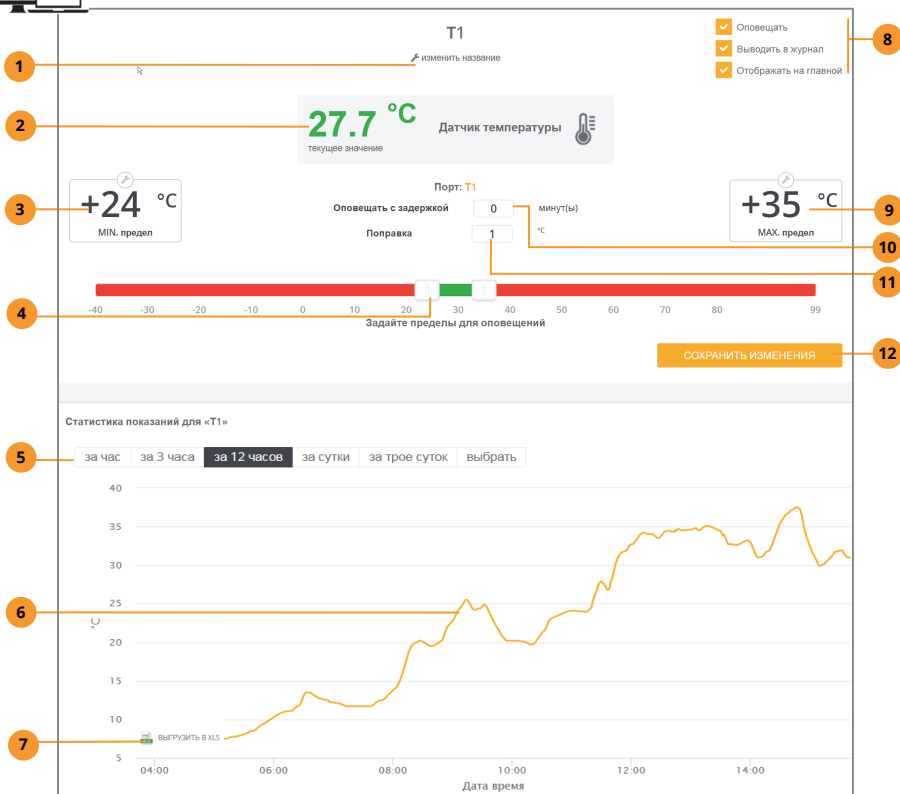 T1
изменить название
Оповещать
Выводить в журнал
Отображать на главной
8
1
2
27.7 °C
текущее значение
Датчик температуры
3
+24 °C
MIN. предел
Порт: T1
Оповещать с задержкой 0 минут(ы)
Поправка 1 °C
+35 °C
MAX. предел
9
10
11
4
-40 -30 -20 -10 0 10 20 30 40 50 60 70 80 99
Задайте пределы для оповещений
СОХРАНИТЬ ИЗМЕНЕНИЯ
12
Статистика показаний для «T1»
5
за час за 3 часа за 12 часов за сутки за трое суток выбрать
40
35
30
25
6
°C
20
15
10
7
ВЫГРУЗИТЬ В XLS
5
04:00 06:00 08:00 10:00 12:00 14:00
Дата время